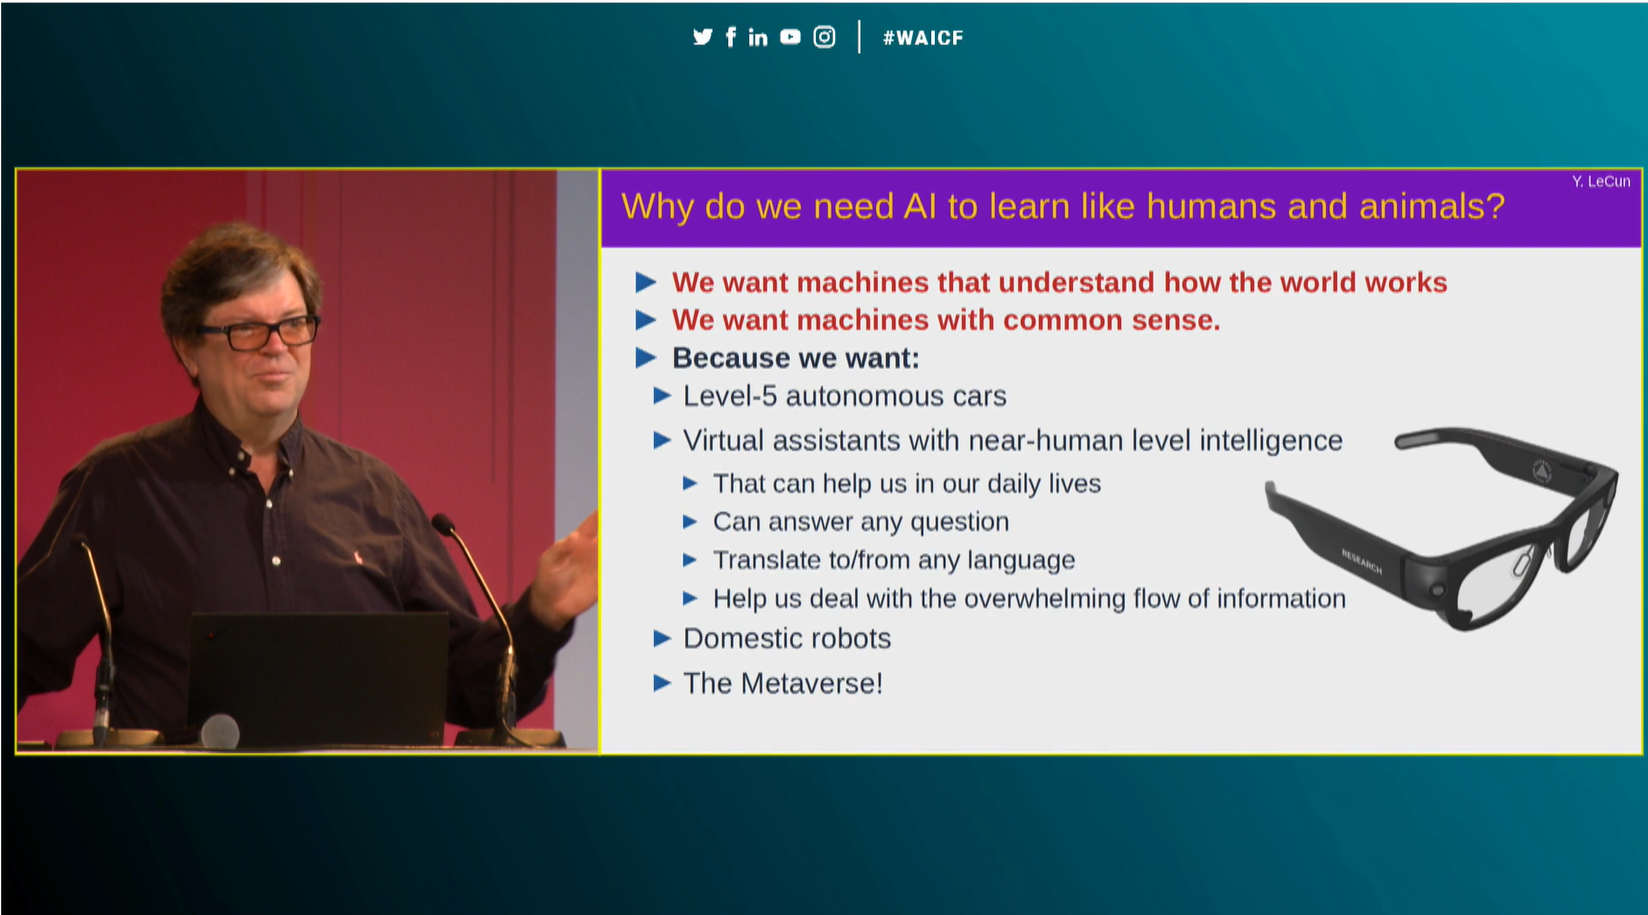 #WAICF
Y. LeCun
Why do we need AI to learn like humans and animals?
We want machines that understand how the world works
We want machines with common sense.
Because we want:
Level-5 autonomous cars
Virtual assistants with near-human level intelligence
That can help us in our daily lives
Can answer any question
Translate to/from any language
Help us deal with the overwhelming flow of information
Domestic robots
The Metaverse!
RESEARCH